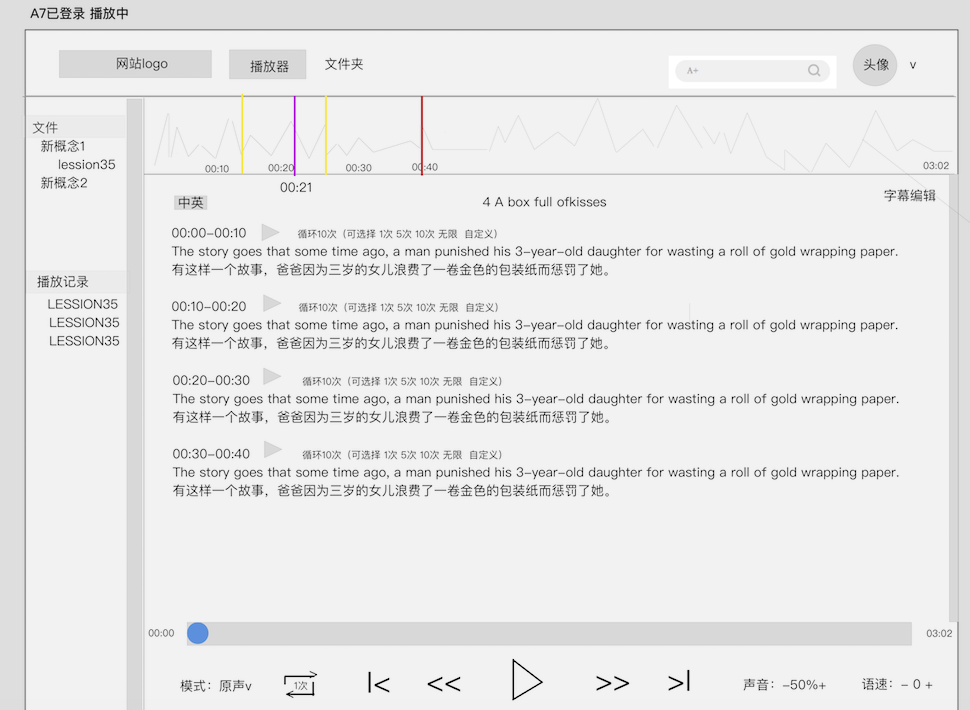 A7已登录 播放中
网站logo
播放器
文件夹
A+
头像
v
文件
新概念1
lession35
新概念2
播放记录
LESSION35
LESSION35
LESSION35
00:10
00:20
00:30
00:40
03:02
00:21
中英
4 A box full ofkisses
字幕编辑
00:00-00:10 循环10次（可选择 1次 5次 10次 无限 自定义）
The story goes that some time ago, a man punished his 3-year-old daughter for wasting a roll of gold wrapping paper.
有这样一个故事，爸爸因为三岁的女儿浪费了一卷金色的包装纸而惩罚了她。
00:10-00:20 循环10次（可选择 1次 5次 10次 无限 自定义）
The story goes that some time ago, a man punished his 3-year-old daughter for wasting a roll of gold wrapping paper.
有这样一个故事，爸爸因为三岁的女儿浪费了一卷金色的包装纸而惩罚了她。
00:20-00:30 循环10次（可选择 1次 5次 10次 无限 自定义）
The story goes that some time ago, a man punished his 3-year-old daughter for wasting a roll of gold wrapping paper.
有这样一个故事，爸爸因为三岁的女儿浪费了一卷金色的包装纸而惩罚了她。
00:30-00:40 循环10次（可选择 1次 5次 10次 无限 自定义）
The story goes that some time ago, a man punished his 3-year-old daughter for wasting a roll of gold wrapping paper.
有这样一个故事，爸爸因为三岁的女儿浪费了一卷金色的包装纸而惩罚了她。
00:00
03:02
模式：原声v
1次
|<
<<
>>
>|
声音：-50%+
语速：- 0 +